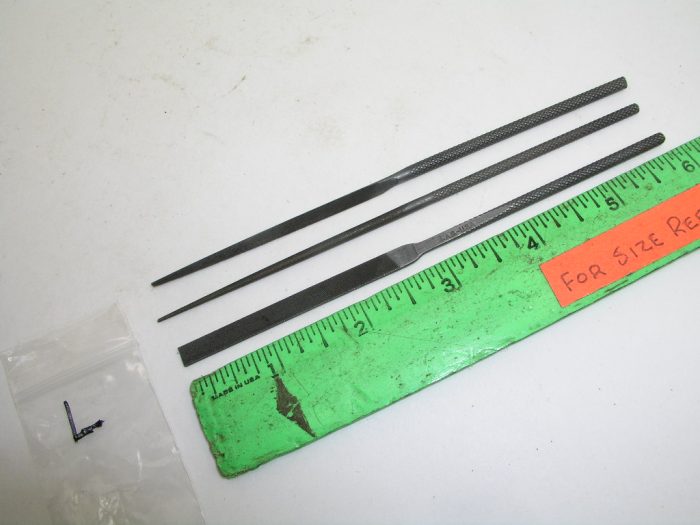 FOR SIZE RE
1 2 3 4 5 6
MADE IN USA
L